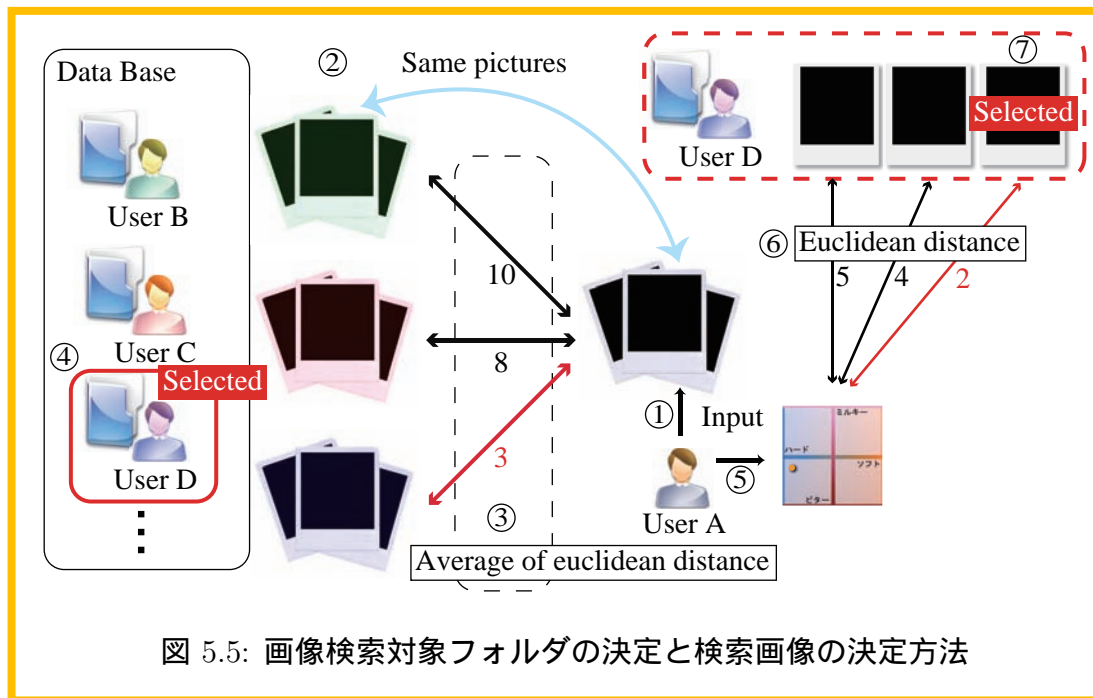 Data Base
②
Same pictures
⑦
Selected
User D
User B
User C
④
Selected
User D
10
8
3
③
Average of euclidean distance
⑥
Euclidean distance
5
4
2
①
Input
⑤
User A
ミルキー
ハード
ソフト
ビター
図 5.5: 画像検索対象フォルダの決定と検索画像の決定方法